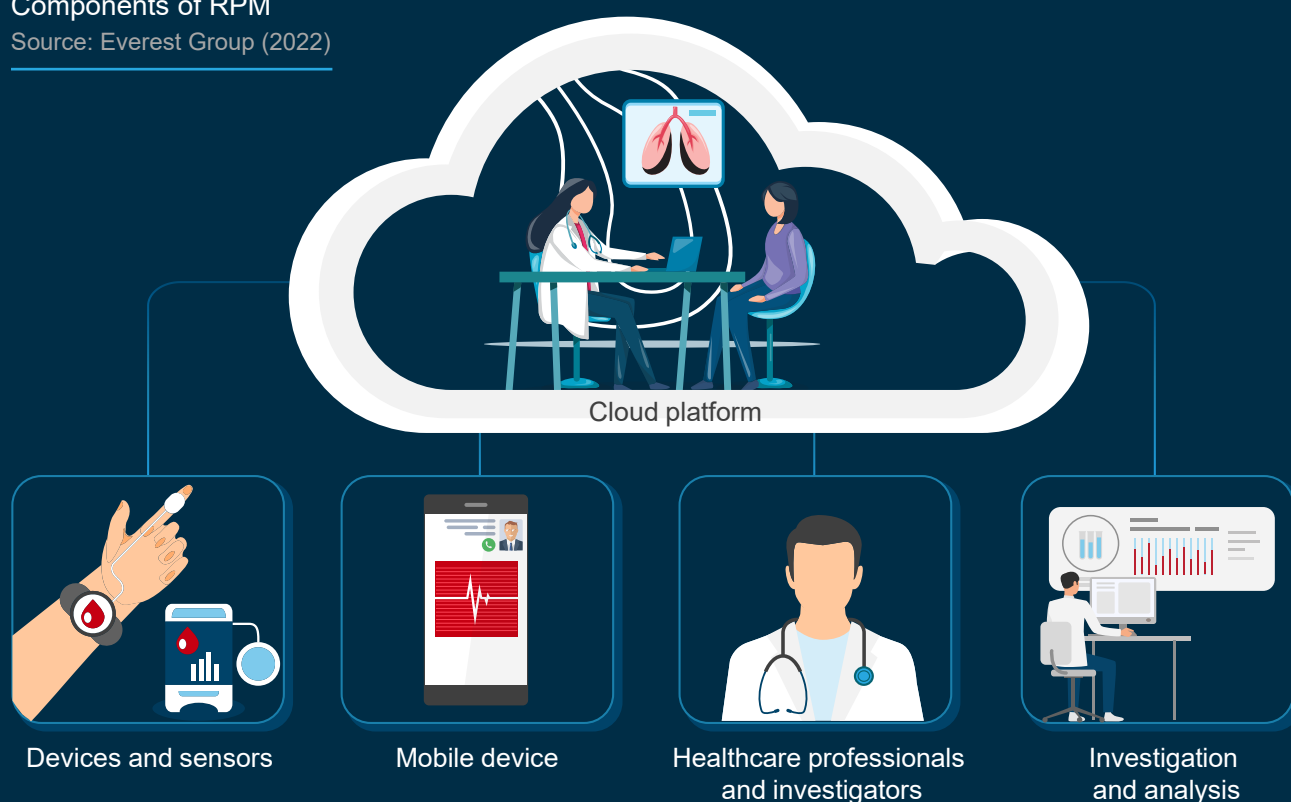 Components of RPM
Source: Everest Group (2022)
Cloud platform
Devices and sensors
Mobile device
Healthcare professionals
and investigators
Investigation
and analysis